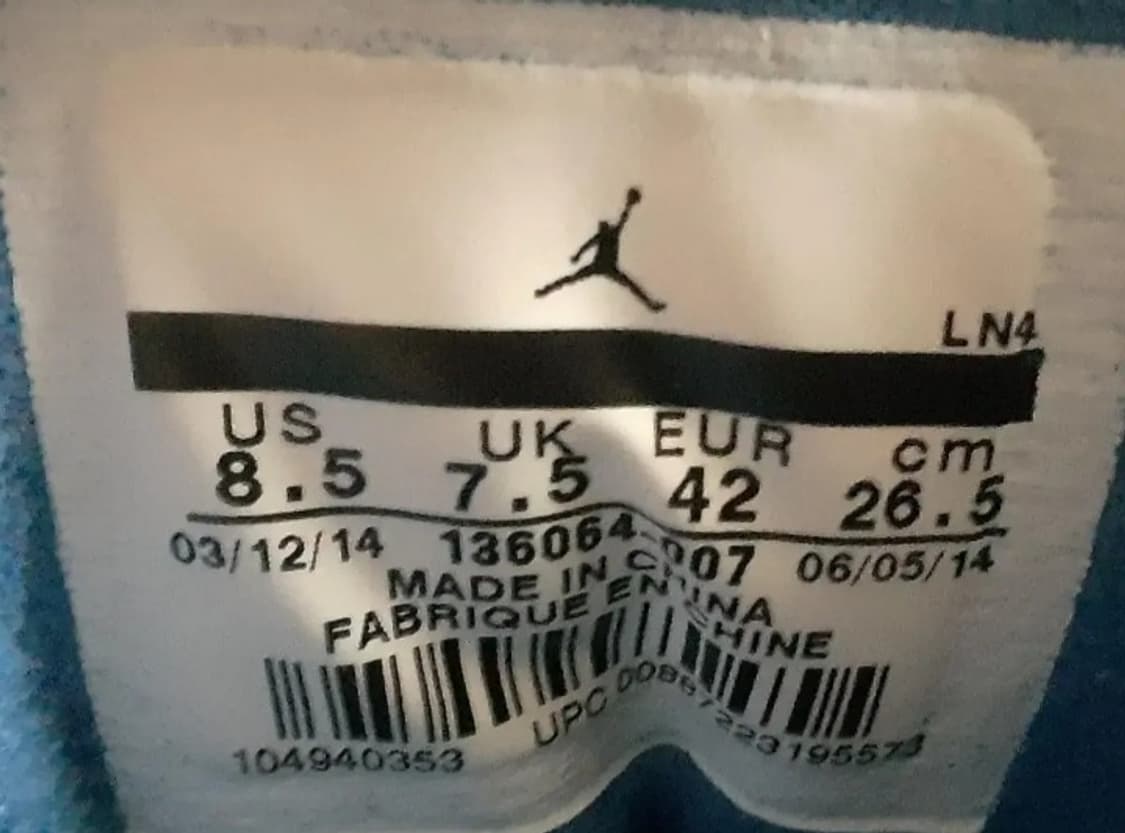 LN4
US UK EUR cm
8.5 7.5 42 26.5
03/12/14 136064-007 06/05/14
MADE IN CHINA
FABRIQUE EN CHINE
104940353 UPC